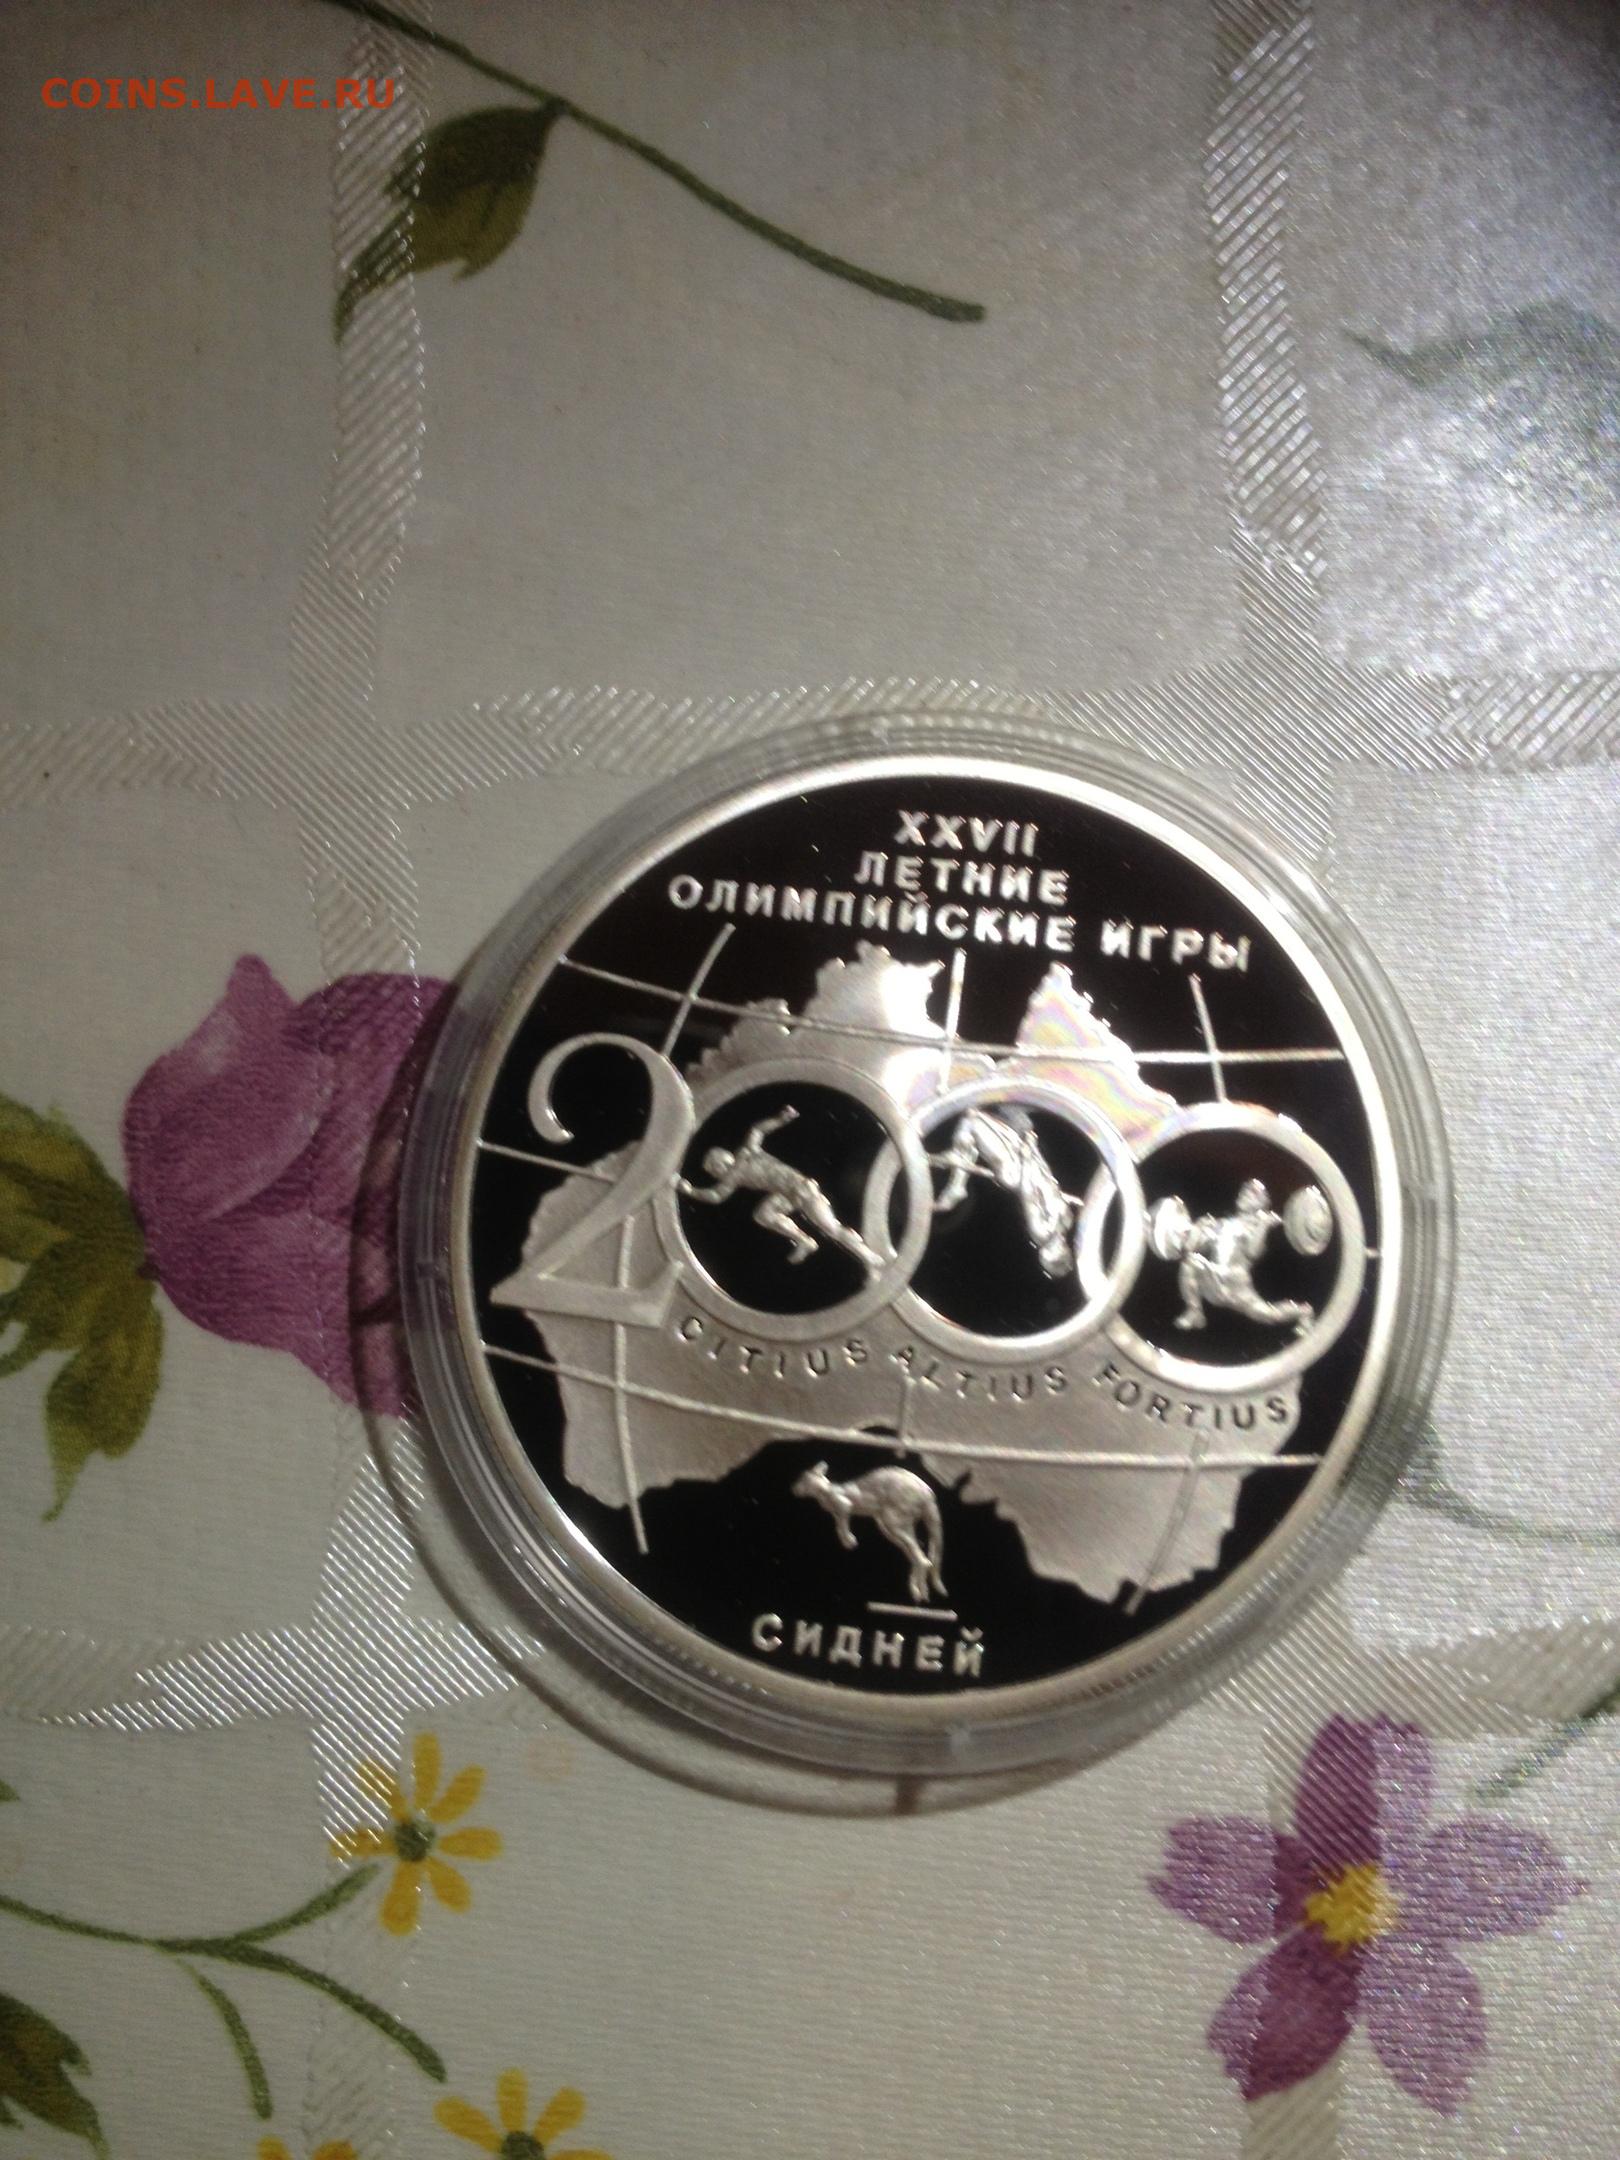 COINS.LAVE.RU
XXVII
ЛЕТНИЕ
ОЛИМПИЙСКИЕ ИГРЫ
2000
CITIUS ALTIUS FORTIUS
СИДНЕЙ